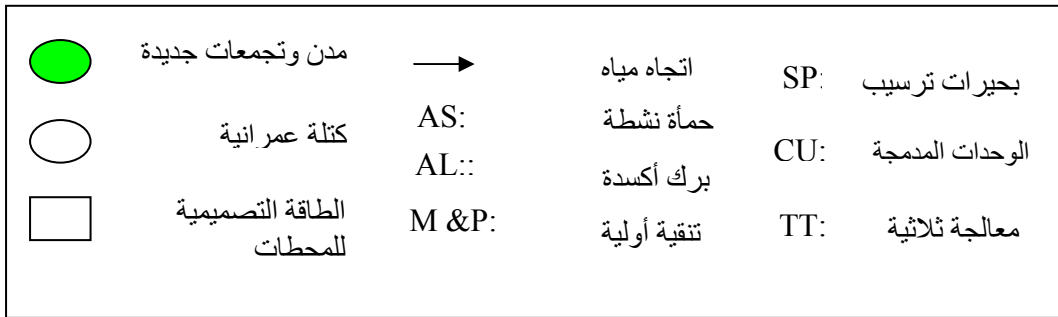 مدن وتجمعات جديدة
كتلة عمرانية
الطاقة التصميمية
للمحطات
اتجاه مياه
AS: حمأة نشطة
AL:: برك أكسدة
M &P: تنقية أولية
SP: بحيرات ترسيب
CU: الوحدات المدمجة
TT: معالجة ثلاثية